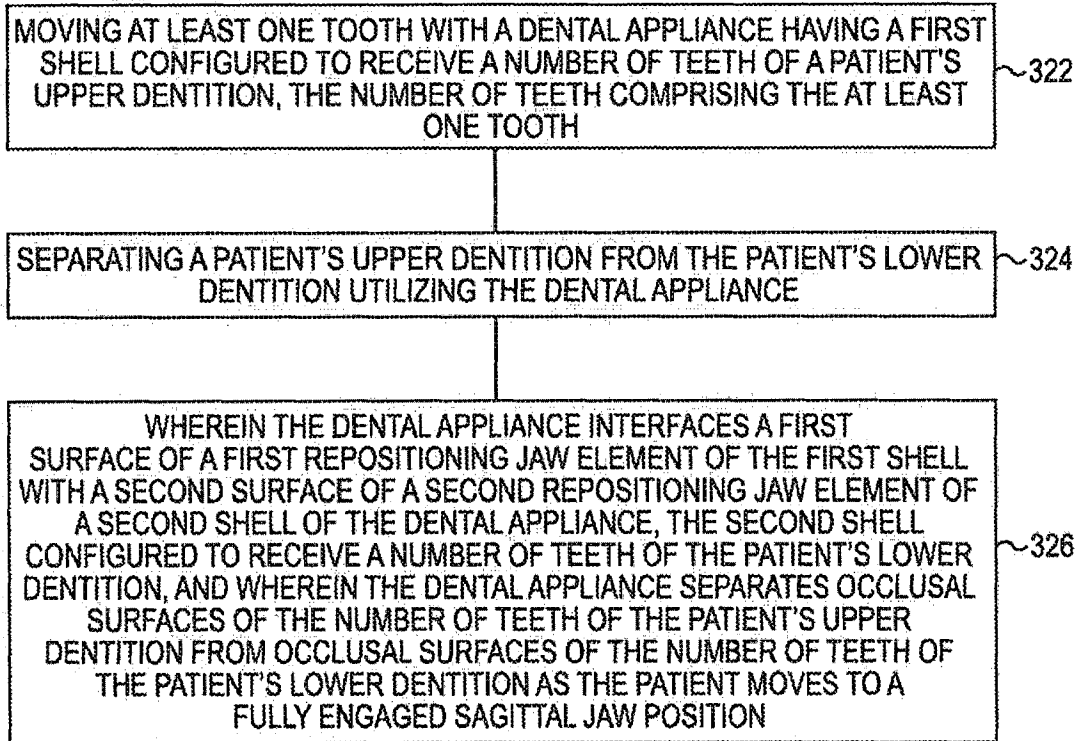 MOVING AT LEAST ONE TOOTH WITH A DENTAL APPLIANCE HAVING A FIRST
SHELL CONFIGURED TO RECEIVE A NUMBER OF TEETH OF A PATIENT'S
UPPER DENTITION, THE NUMBER OF TEETH COMPRISING THE AT LEAST
ONE TOOTH
322
SEPARATING A PATIENT'S UPPER DENTITION FROM THE PATIENT'S LOWER
DENTITION UTILIZING THE DENTAL APPLIANCE
324
WHEREIN THE DENTAL APPLIANCE INTERFACES A FIRST
SURFACE OF A FIRST REPOSITIONING JAW ELEMENT OF THE FIRST SHELL
WITH A SECOND SURFACE OF A SECOND REPOSITIONING JAW ELEMENT OF
A SECOND SHELL OF THE DENTAL APPLIANCE, THE SECOND SHELL
CONFIGURED TO RECEIVE A NUMBER OF TEETH OF THE PATIENT'S LOWER
DENTITION, AND WHEREIN THE DENTAL APPLIANCE SEPARATES OCCLUSAL
SURFACES OF THE NUMBER OF TEETH OF THE PATIENT'S UPPER
DENTITION FROM OCCLUSAL SURFACES OF THE NUMBER OF TEETH OF
THE PATIENT'S LOWER DENTITION AS THE PATIENT MOVES TO A
FULLY ENGAGED SAGITTAL JAW POSITION
326